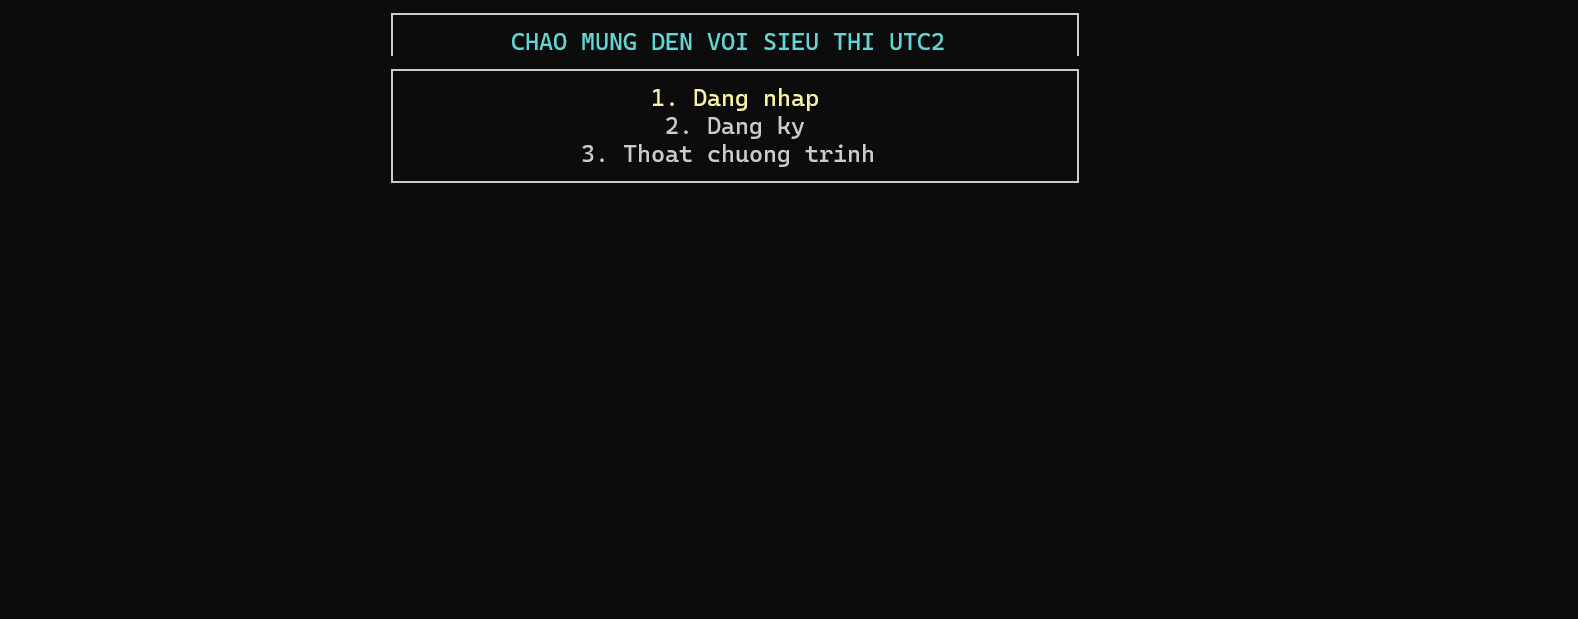 CHAO MUNG DEN VOI SIEU THI UTC2
1. Dang nhap
2. Dang ky
3. Thoat chuong trinh